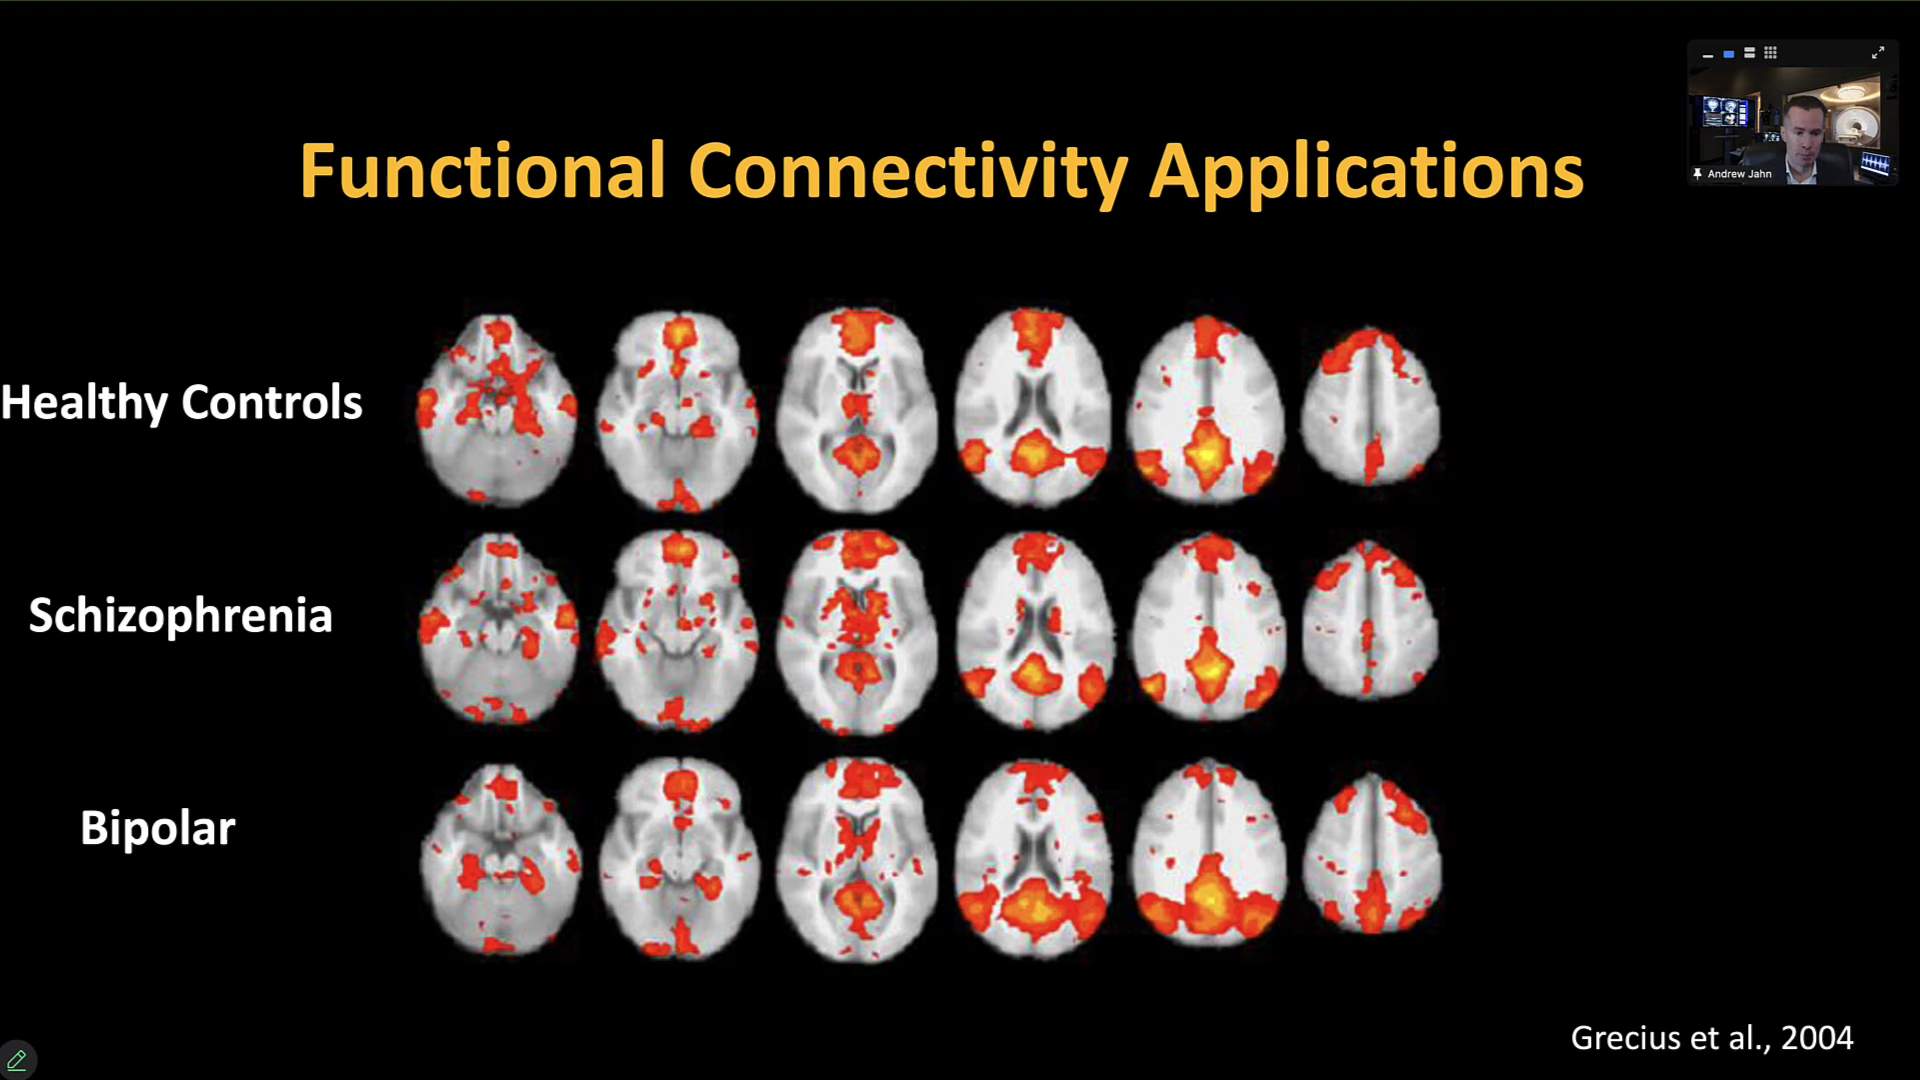 Functional Connectivity Applications
Andrew Jahn
Healthy Controls
Schizophrenia
Bipolar
Grecius et al., 2004